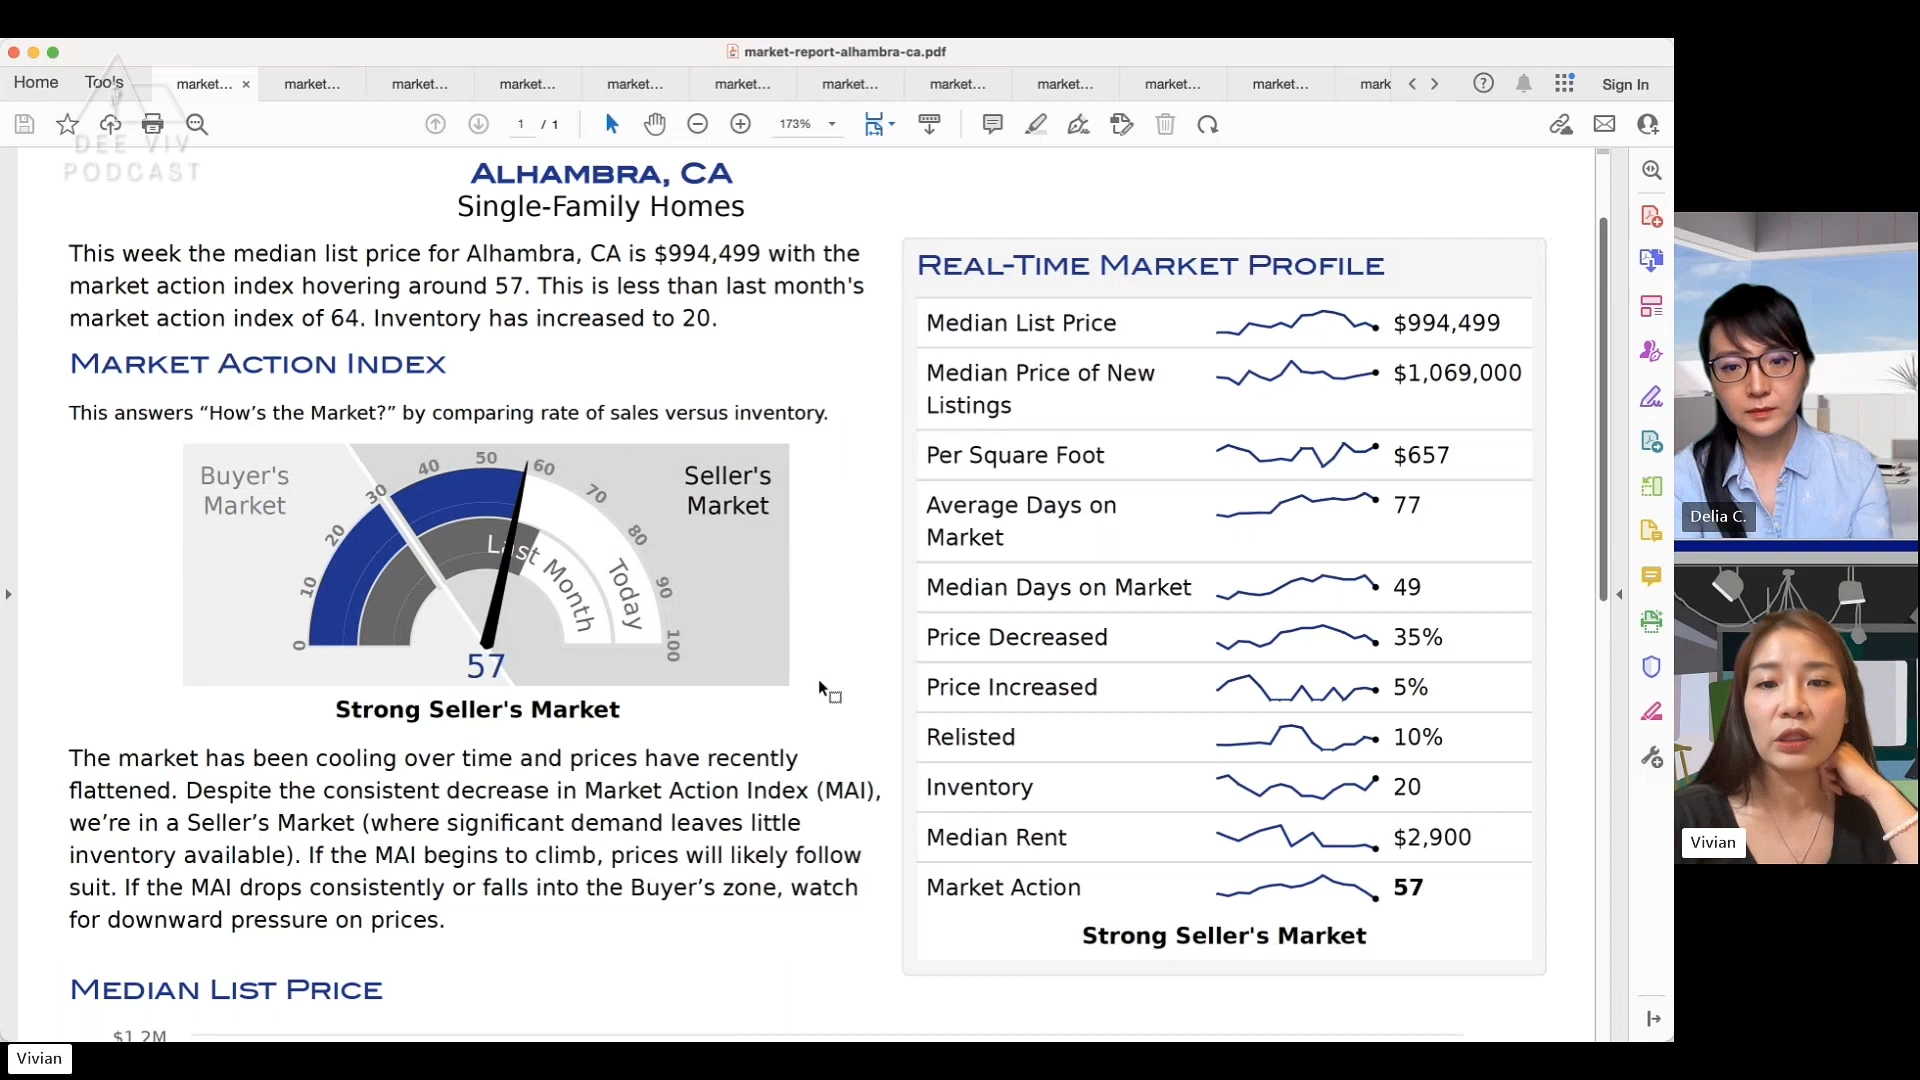 market-report-alhambra-ca.pdf
Home
Tools
market...
×
market...
market...
market...
market...
market...
market...
market...
market...
market...
market...
mark
Sign In
1 / 1
173%
DEE VIV
PODCAST
ALHAMBRA, CA
Single-Family Homes
This week the median list price for Alhambra, CA is $994,499 with the
market action index hovering around 57. This is less than last month's
market action index of 64. Inventory has increased to 20.
MARKET ACTION INDEX
This answers “How’s the Market?” by comparing rate of sales versus inventory.
Buyer's
Market
Seller's
Market
0
10
20
30
40
50
60
70
80
90
100
Last Month
Today
57
Strong Seller's Market
The market has been cooling over time and prices have recently
flattened. Despite the consistent decrease in Market Action Index (MAI),
we’re in a Seller’s Market (where significant demand leaves little
inventory available). If the MAI begins to climb, prices will likely follow
suit. If the MAI drops consistently or falls into the Buyer’s zone, watch
for downward pressure on prices.
MEDIAN LIST PRICE
$1.2M
REAL-TIME MARKET PROFILE
Median List Price $994,499
Median Price of New $1,069,000
Listings
Per Square Foot $657
Average Days on 77
Market
Median Days on Market 49
Price Decreased 35%
Price Increased 5%
Relisted 10%
Inventory 20
Median Rent $2,900
Market Action 57
Strong Seller's Market
Delia C.
Vivian
Vivian